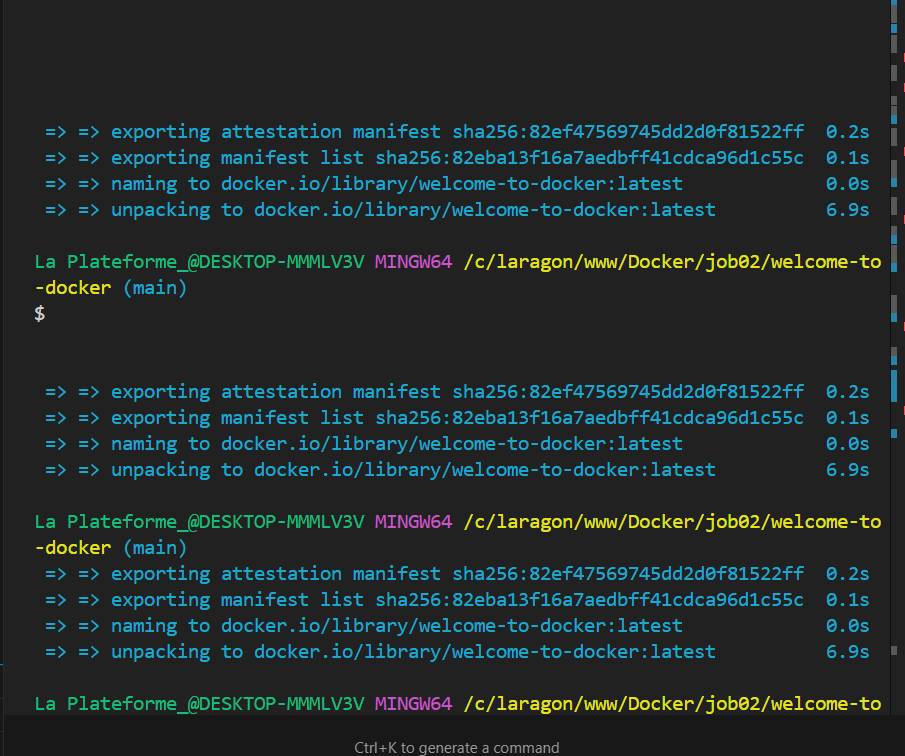 => => exporting attestation manifest sha256:82ef47569745dd2d0f81522ff 0.2s
=> => exporting manifest list sha256:82eba13f16a7aedbff41cdca96d1c55c 0.1s
=> => naming to docker.io/library/welcome-to-docker:latest 0.0s
=> => unpacking to docker.io/library/welcome-to-docker:latest 6.9s
La Plateforme_@DESKTOP-MMMLV3V MINGW64 /c/laragon/www/Docker/job02/welcome-to
-docker (main)
$
=> => exporting attestation manifest sha256:82ef47569745dd2d0f81522ff 0.2s
=> => exporting manifest list sha256:82eba13f16a7aedbff41cdca96d1c55c 0.1s
=> => naming to docker.io/library/welcome-to-docker:latest 0.0s
=> => unpacking to docker.io/library/welcome-to-docker:latest 6.9s
La Plateforme_@DESKTOP-MMMLV3V MINGW64 /c/laragon/www/Docker/job02/welcome-to
-docker (main)
=> => exporting attestation manifest sha256:82ef47569745dd2d0f81522ff 0.2s
=> => exporting manifest list sha256:82eba13f16a7aedbff41cdca96d1c55c 0.1s
=> => naming to docker.io/library/welcome-to-docker:latest 0.0s
=> => unpacking to docker.io/library/welcome-to-docker:latest 6.9s
La Plateforme_@DESKTOP-MMMLV3V MINGW64 /c/laragon/www/Docker/job02/welcome-to
Ctrl+K to generate a command